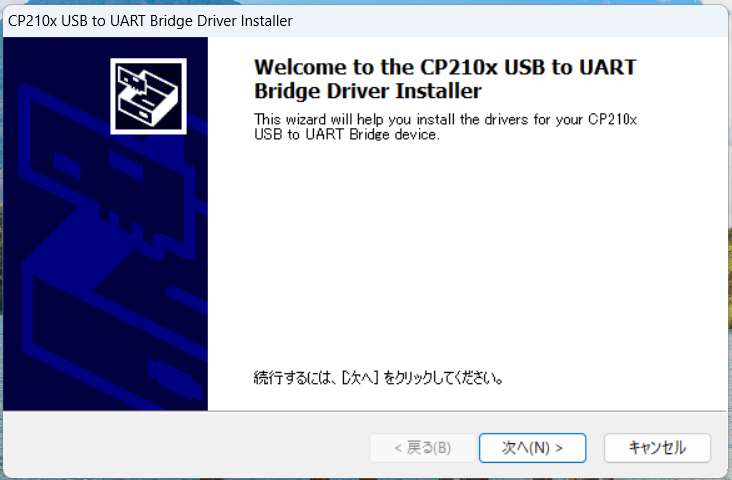 CP210x USB to UART Bridge Driver Installer
Welcome to the CP210x USB to UART
Bridge Driver Installer
This wizard will help you install the drivers for your CP210x
USB to UART Bridge device.
続行するには、[次へ] をクリックしてください。
< 戻る(B)
次へ(N) >
キャンセル